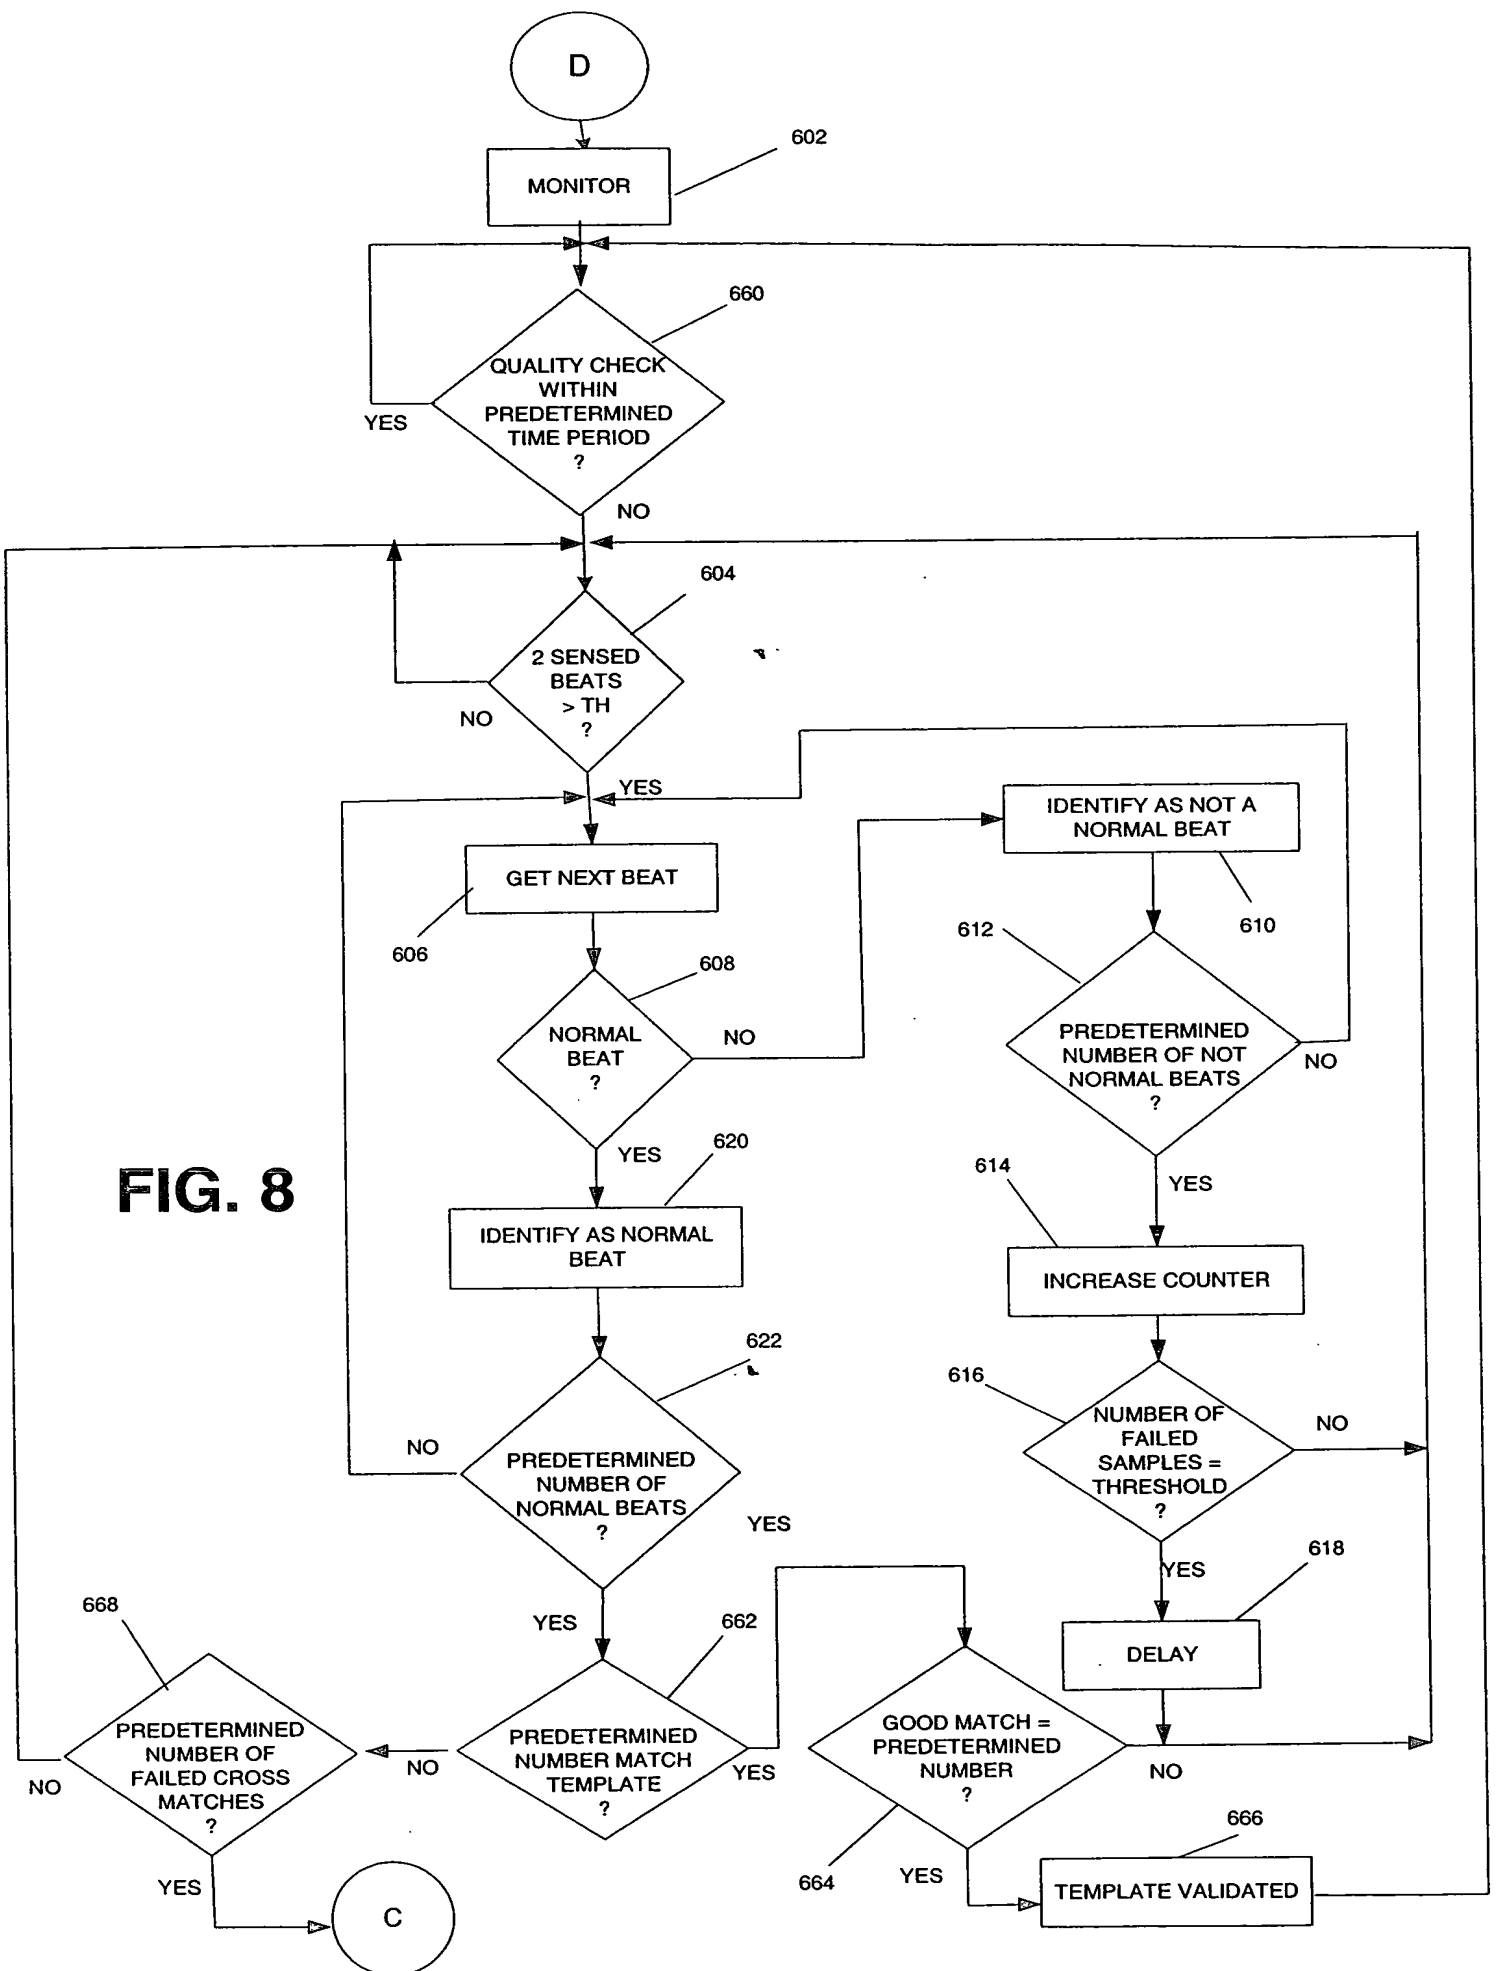 D
602
MONITOR
660
QUALITY CHECK
WITHIN
PREDETERMINED
TIME PERIOD
?
YES
NO
604
2 SENSED
BEATS
> TH
?
NO
YES
IDENTIFY AS NOT A
NORMAL BEAT
GET NEXT BEAT
606
610
612
608
NORMAL
BEAT
?
NO
PREDETERMINED
NUMBER OF NOT
NORMAL BEATS
?
NO
YES
620
614
YES
FIG. 8
IDENTIFY AS NORMAL
BEAT
INCREASE COUNTER
622
616
NUMBER OF
FAILED
SAMPLES =
THRESHOLD
?
NO
NO
PREDETERMINED
NUMBER OF
NORMAL BEATS
?
YES
YES
618
668
YES
662
DELAY
PREDETERMINED
NUMBER OF
FAILED CROSS
MATCHES
?
NO
NO
PREDETERMINED
NUMBER MATCH
TEMPLATE
?
YES
GOOD MATCH =
PREDETERMINED
NUMBER
?
NO
664
666
YES
YES
TEMPLATE VALIDATED
C